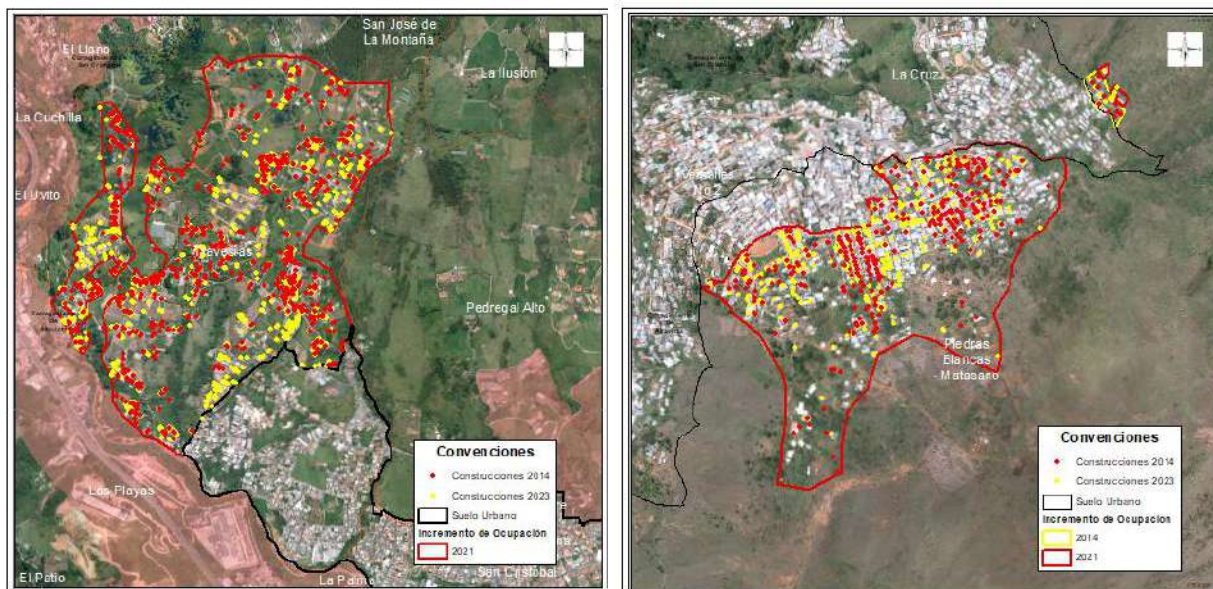 San José de
La Montaña
El Llano
La Ilusión
La Cuchilla
El Uvito
Travesías
Pedregal Alto
Los Playas
El Patio
La Palma
San Cristobal
Convenciones
Construcciones 2014
Construcciones 2023
Suelo Urbano
Incremento de Ocupación
2021
La Cruz
Versalles
No.2
Piedras
Blancas
- Matasano
Convenciones
Construcciones 2014
Construcciones 2023
Suelo Urbano
Incremento de Ocupación
2014
2021